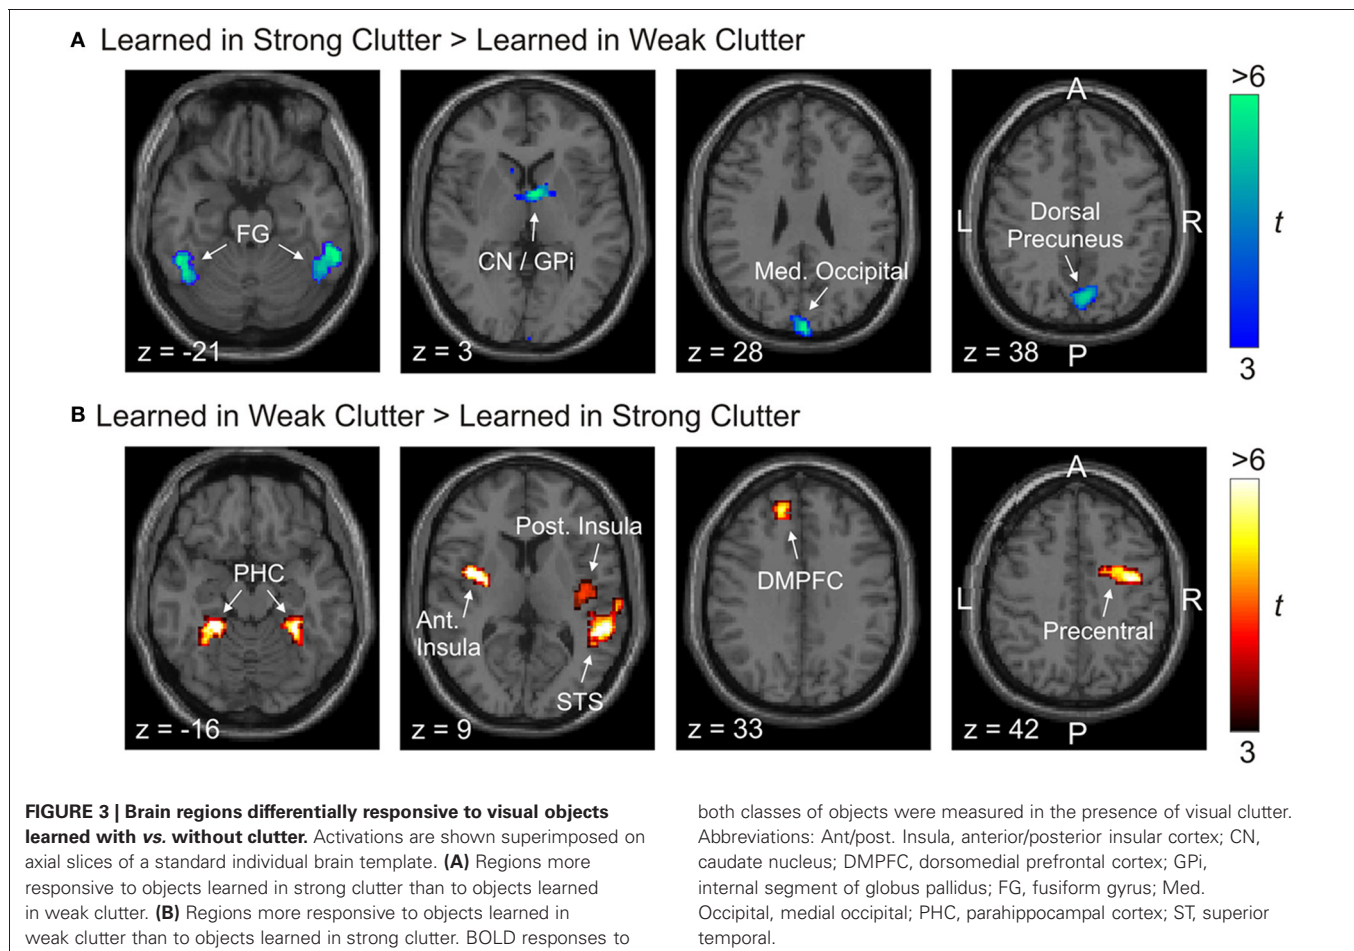 A Learned in Strong Clutter > Learned in Weak Clutter
FG
z = -21
CN / GPi
z = 3
Med. Occipital
z = 28
A
L
Dorsal
Precuneus
R
z = 38
P
>6
t
3
B Learned in Weak Clutter > Learned in Strong Clutter
PHC
z = -16
Post. Insula
Ant.
Insula
STS
z = 9
DMPFC
z = 33
A
L
Precentral
R
z = 42
P
>6
t
3
FIGURE 3 | Brain regions differentially responsive to visual objects
learned with vs. without clutter. Activations are shown superimposed on
axial slices of a standard individual brain template. (A) Regions more
responsive to objects learned in strong clutter than to objects learned
in weak clutter. (B) Regions more responsive to objects learned in
weak clutter than to objects learned in strong clutter. BOLD responses to
both classes of objects were measured in the presence of visual clutter.
Abbreviations: Ant/post. Insula, anterior/posterior insular cortex; CN,
caudate nucleus; DMPFC, dorsomedial prefrontal cortex; GPi,
internal segment of globus pallidus; FG, fusiform gyrus; Med.
Occipital, medial occipital; PHC, parahippocampal cortex; ST, superior
temporal.